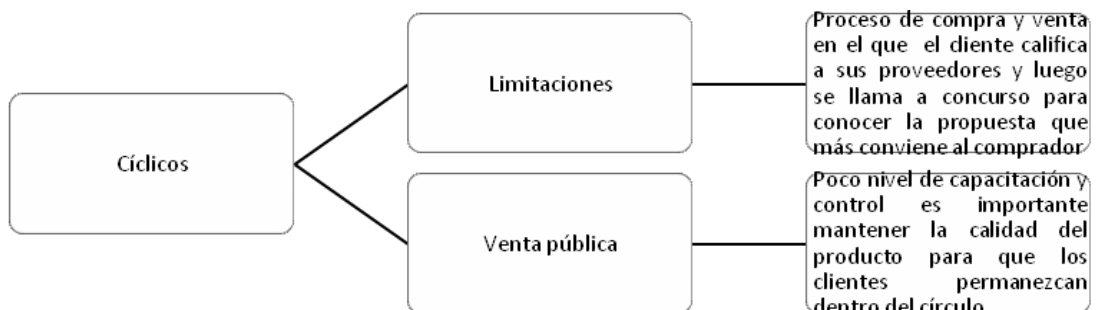 Cíclicos
Limitaciones
Proceso de compra y venta
en el que el cliente califica
a sus proveedores y luego
se llama a concurso para
conocer la propuesta que
más conviene al comprador
Venta pública
Poco nivel de capacitación y
control es importante
mantener la calidad del
producto para que los
clientes permanezcan
dentro del círculo